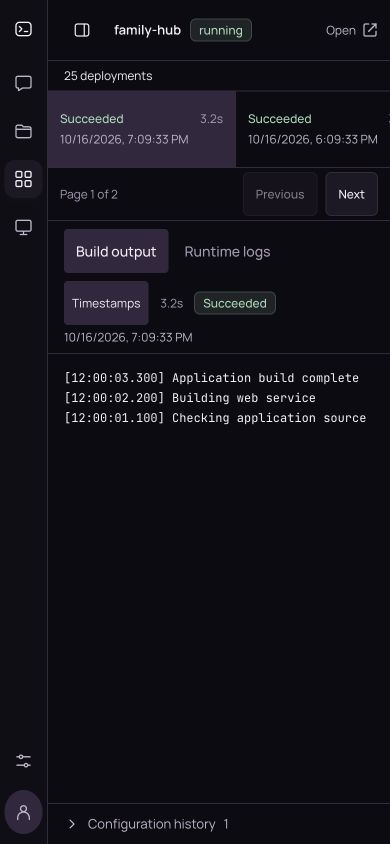 family-hub
running
Open
25 deployments
Succeeded 3.2s
10/16/2026, 7:09:33 PM
Succeeded
10/16/2026, 6:09:33 PM
Page 1 of 2
Previous
Next
Build output
Runtime logs
Timestamps
3.2s
Succeeded
10/16/2026, 7:09:33 PM
[12:00:03.300] Application build complete
[12:00:02.200] Building web service
[12:00:01.100] Checking application source
Configuration history 1